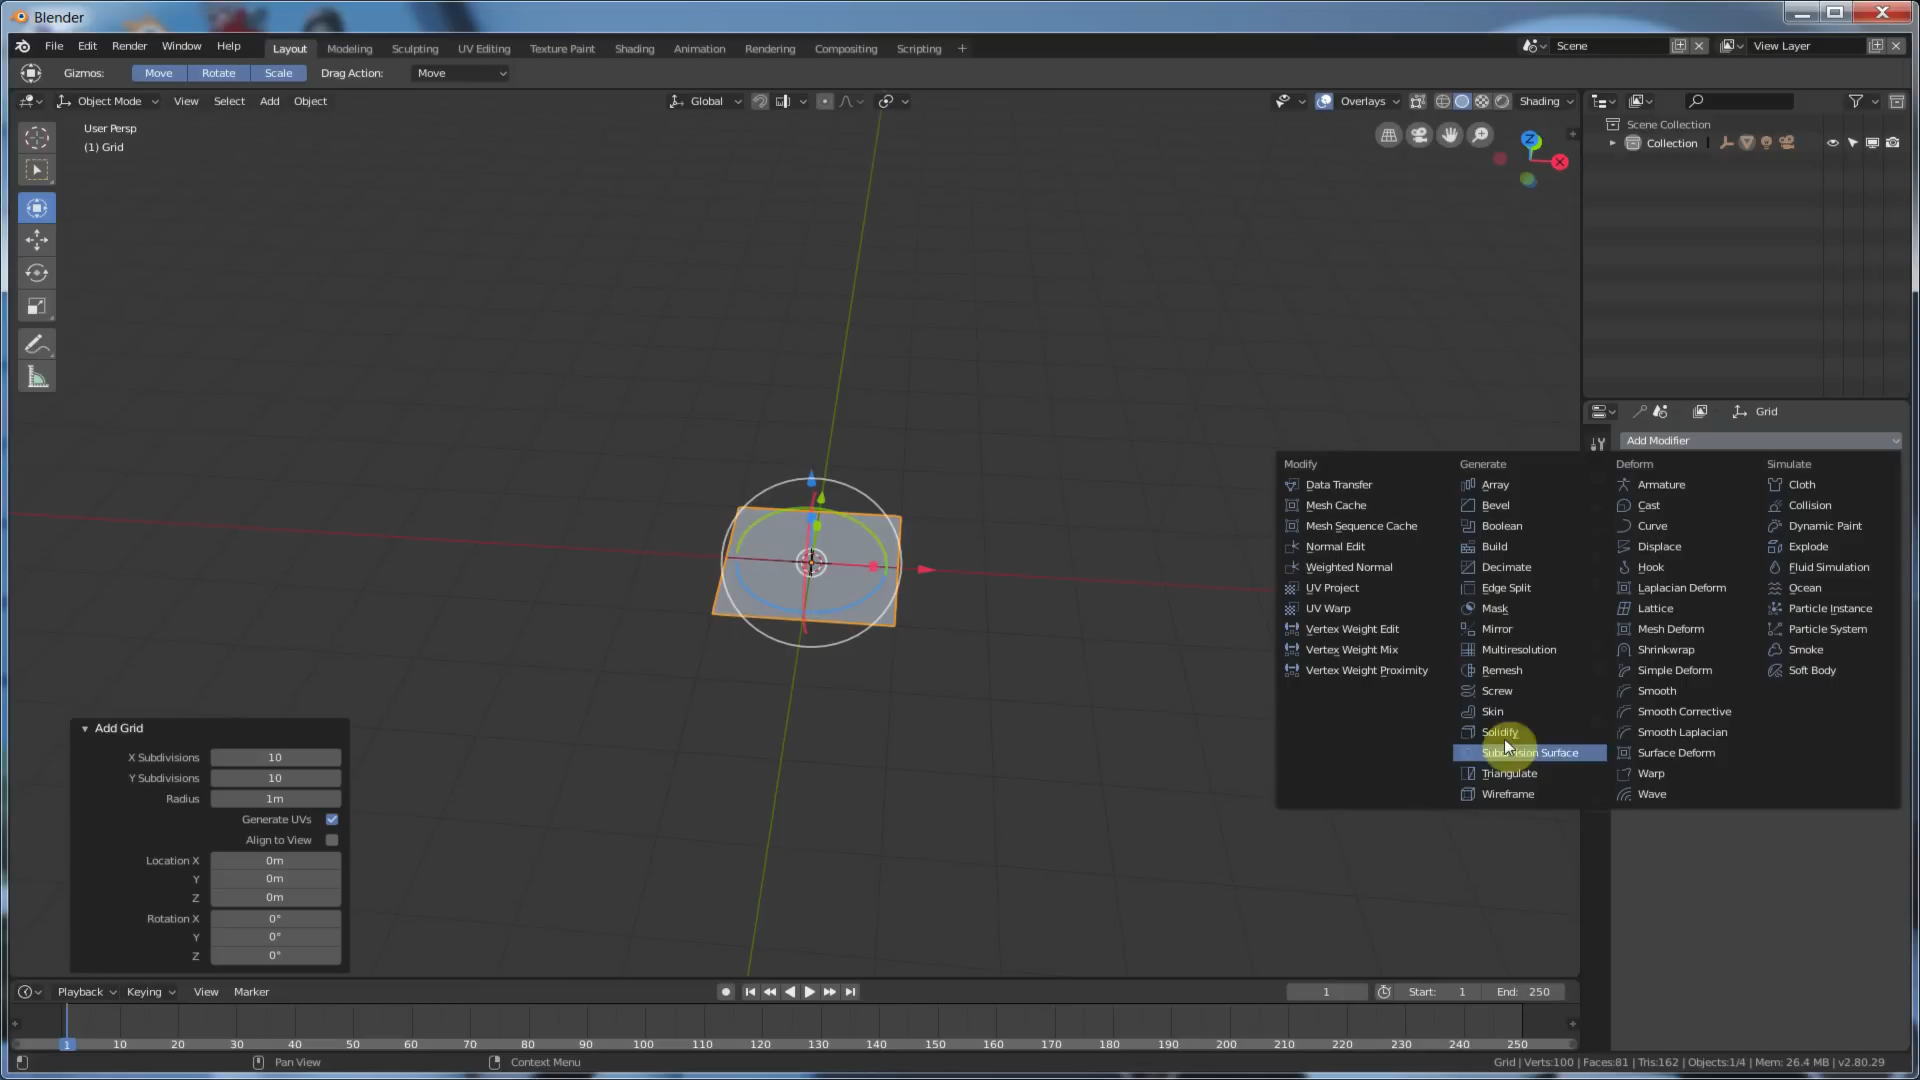 Blender
File Edit Render Window Help Layout Modeling Sculpting UV Editing Texture Paint Shading Animation Rendering Compositing Scripting + Scene View Layer
Gizmos: Move Rotate Scale Drag Action: Move
Object Mode View Select Add Object Global Overlays Shading
User Persp
(1) Grid
Z
X
Scene Collection
Collection
Grid
Add Modifier
Modify
Data Transfer
Mesh Cache
Mesh Sequence Cache
Normal Edit
Weighted Normal
UV Project
UV Warp
Vertex Weight Edit
Vertex Weight Mix
Vertex Weight Proximity
Generate
Array
Bevel
Boolean
Build
Decimate
Edge Split
Mask
Mirror
Multiresolution
Remesh
Screw
Skin
Solidify
Subdivision Surface
Triangulate
Wireframe
Deform
Armature
Cast
Curve
Displace
Hook
Laplacian Deform
Lattice
Mesh Deform
Shrinkwrap
Simple Deform
Smooth
Smooth Corrective
Smooth Laplacian
Surface Deform
Warp
Wave
Simulate
Cloth
Collision
Dynamic Paint
Explode
Fluid Simulation
Ocean
Particle Instance
Particle System
Smoke
Soft Body
Add Grid
X Subdivisions 10
Y Subdivisions 10
Radius 1m
Generate UVs
Align to View
Location X 0m
Y 0m
Z 0m
Rotation X 0°
Y 0°
Z 0°
Playback Keying View Marker 1 Start: 1 End: 250
1 10 20 30 40 50 60 70 80 90 100 110 120 130 140 150 160 170 180 190 200 210 220 230 240 250
Pan View Context Menu Grid | Verts:100 | Faces:81 | Tris:162 | Objects:1/4 | Mem: 26.4 MB | v2.80.29